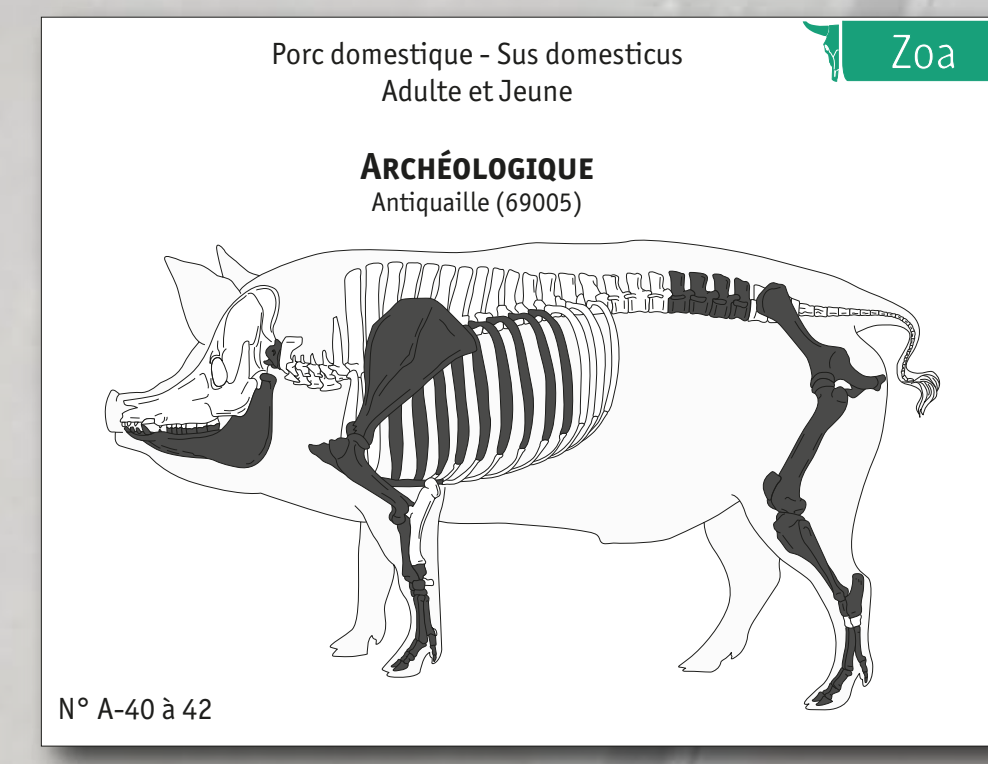 Porc domestique - Sus domesticus
Adulte et Jeune
Zoa
ARCHÉOLOGIQUE
Antiquaille (69005)
N° A-40 à 42